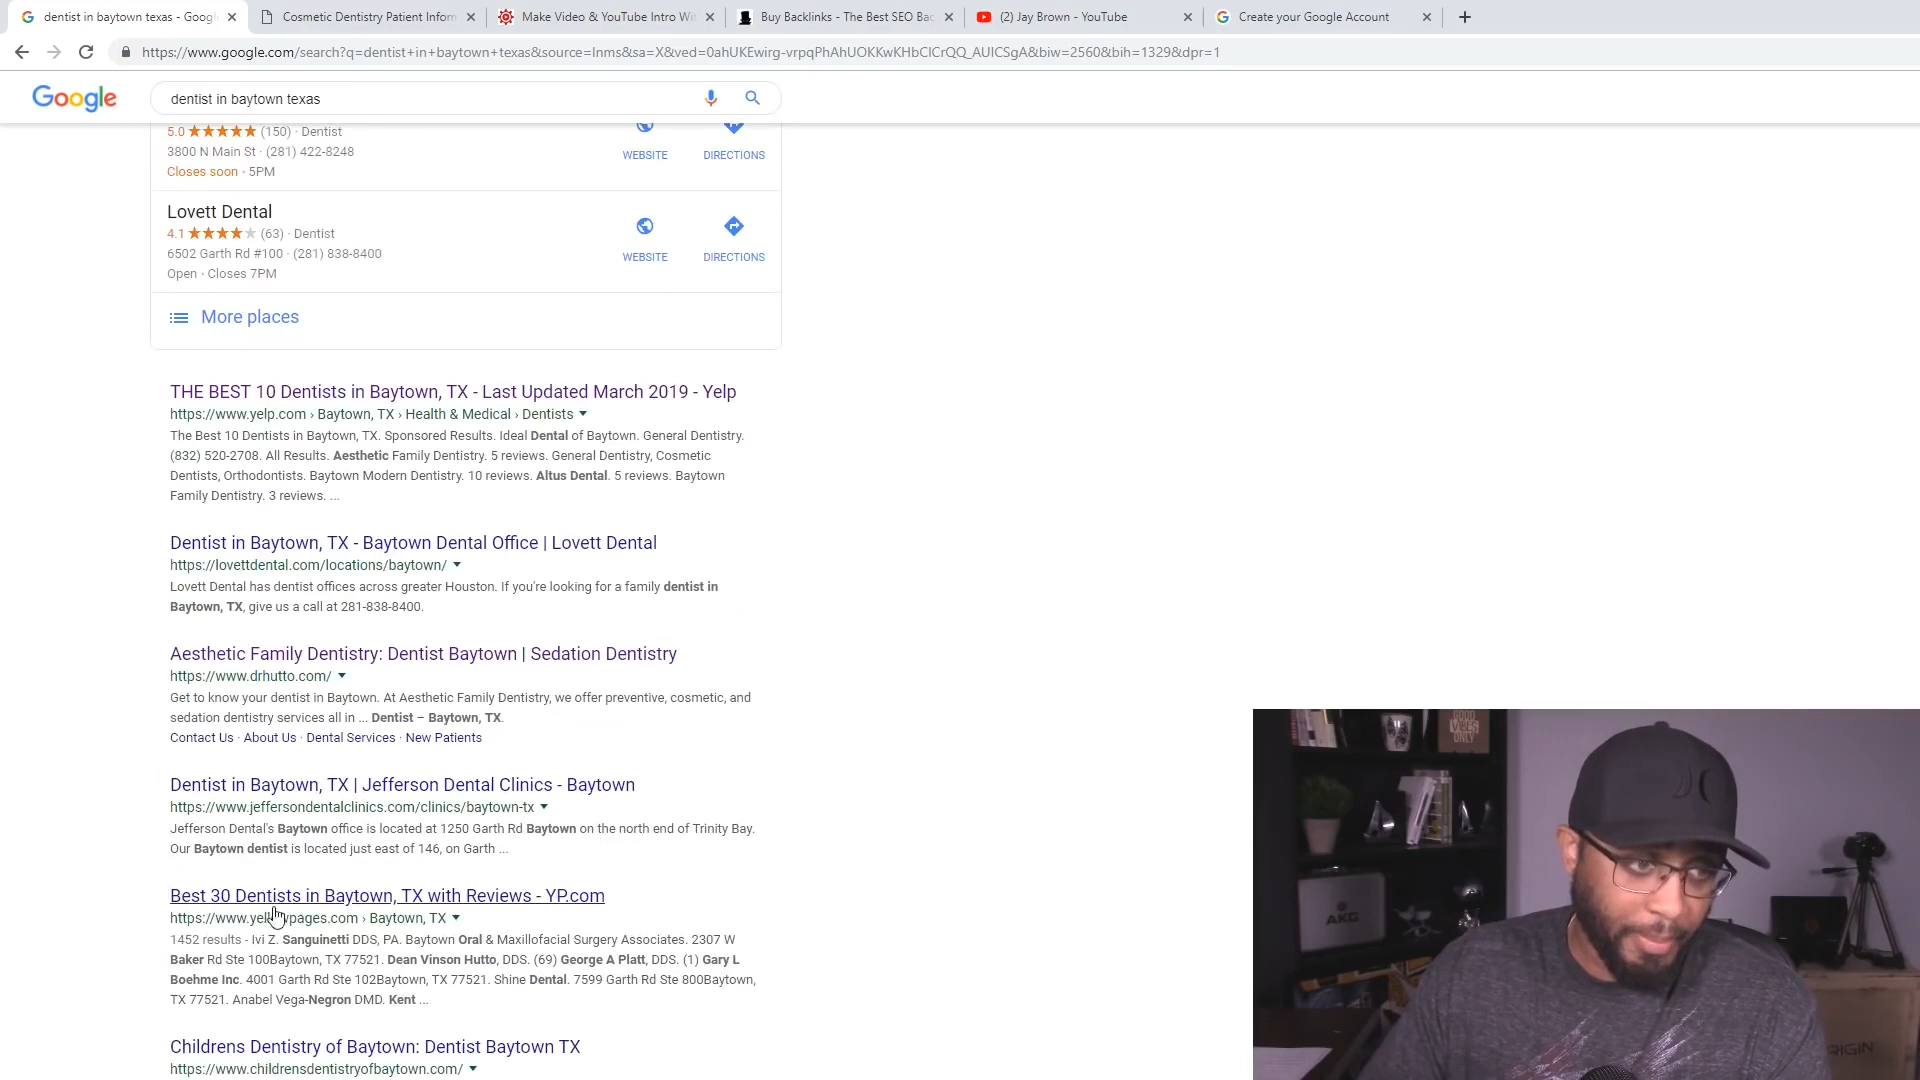 dentist in baytown texas - Googl
Cosmetic Dentistry Patient Inform
Make Video & YouTube Intro Wit
Buy Backlinks - The Best SEO Bac
(2) Jay Brown - YouTube
Create your Google Account
https://www.google.com/search?q=dentist+in+baytown+texas&source=lnms&sa=X&ved=0ahUKEwirg-vrpqPhAhUOKKwKHbClCrQQ_AUICSgA&biw=2560&bih=1329&dpr=1
Google
dentist in baytown texas
5.0 ★★★★★ (150) · Dentist
3800 N Main St · (281) 422-8248
Closes soon · 5PM
WEBSITE
DIRECTIONS
Lovett Dental
4.1 ★★★★★ (63) · Dentist
6502 Garth Rd #100 · (281) 838-8400
Open · Closes 7PM
WEBSITE
DIRECTIONS
More places
THE BEST 10 Dentists in Baytown, TX - Last Updated March 2019 - Yelp
https://www.yelp.com › Baytown, TX › Health & Medical › Dentists
The Best 10 Dentists in Baytown, TX. Sponsored Results. Ideal Dental of Baytown. General Dentistry.
(832) 520-2708. All Results. Aesthetic Family Dentistry. 5 reviews. General Dentistry, Cosmetic
Dentists, Orthodontists. Baytown Modern Dentistry. 10 reviews. Altus Dental. 5 reviews. Baytown
Family Dentistry. 3 reviews. ...
Dentist in Baytown, TX - Baytown Dental Office | Lovett Dental
https://lovettdental.com/locations/baytown/
Lovett Dental has dentist offices across greater Houston. If you're looking for a family dentist in
Baytown, TX, give us a call at 281-838-8400.
Aesthetic Family Dentistry: Dentist Baytown | Sedation Dentistry
https://www.drhutto.com/
Get to know your dentist in Baytown. At Aesthetic Family Dentistry, we offer preventive, cosmetic, and
sedation dentistry services all in ... Dentist – Baytown, TX.
Contact Us · About Us · Dental Services · New Patients
Dentist in Baytown, TX | Jefferson Dental Clinics - Baytown
https://www.jeffersondentalclinics.com/clinics/baytown-tx
Jefferson Dental's Baytown office is located at 1250 Garth Rd Baytown on the north end of Trinity Bay.
Our Baytown dentist is located just east of 146, on Garth ...
Best 30 Dentists in Baytown, TX with Reviews - YP.com
https://www.yellowpages.com › Baytown, TX
1452 results - Ivi Z. Sanguinetti DDS, PA. Baytown Oral & Maxillofacial Surgery Associates. 2307 W
Baker Rd Ste 100Baytown, TX 77521. Dean Vinson Hutto, DDS. (69) George A Platt, DDS. (1) Gary L
Boehme Inc. 4001 Garth Rd Ste 102Baytown, TX 77521. Shine Dental. 7599 Garth Rd Ste 800Baytown,
TX 77521. Anabel Vega-Negron DMD. Kent ...
Childrens Dentistry of Baytown: Dentist Baytown TX
https://www.childrensdentistryofbaytown.com/
GOOD
VIBES
ONLY
AKG
ORIGIN